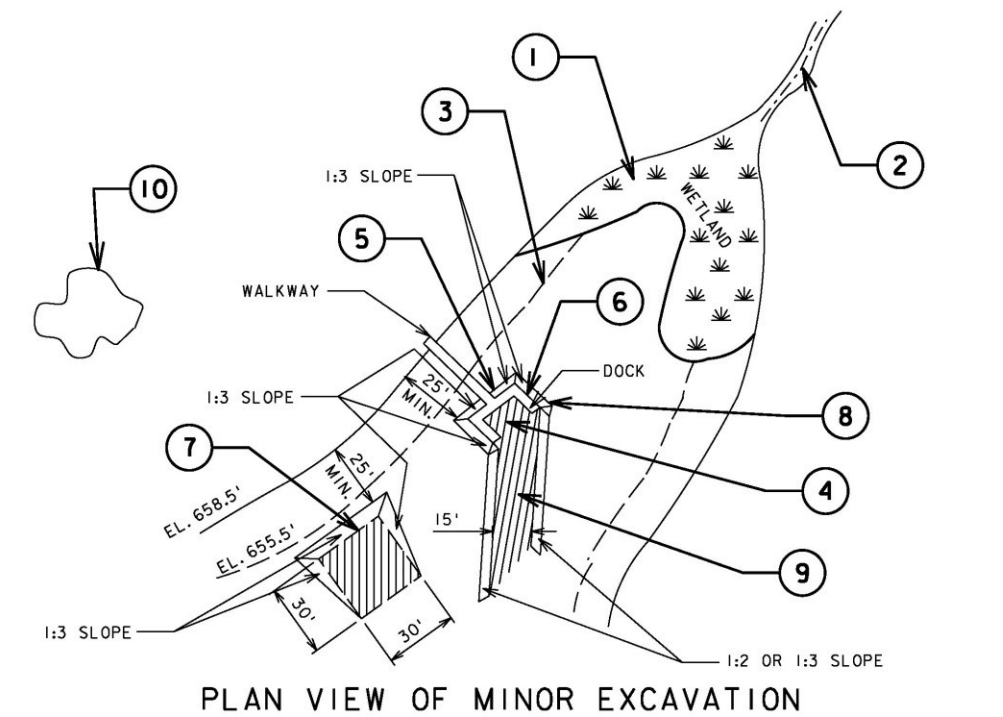 1
2
3
10
1:3 SLOPE
5
WETLAND
WALKWAY
6
DOCK
25'
MIN.
1:3 SLOPE
8
7
25'
MIN.
4
EL. 658.5'
15'
EL. 655.5'
9
30'
30'
1:3 SLOPE
1:2 OR 1:3 SLOPE
PLAN VIEW OF MINOR EXCAVATION